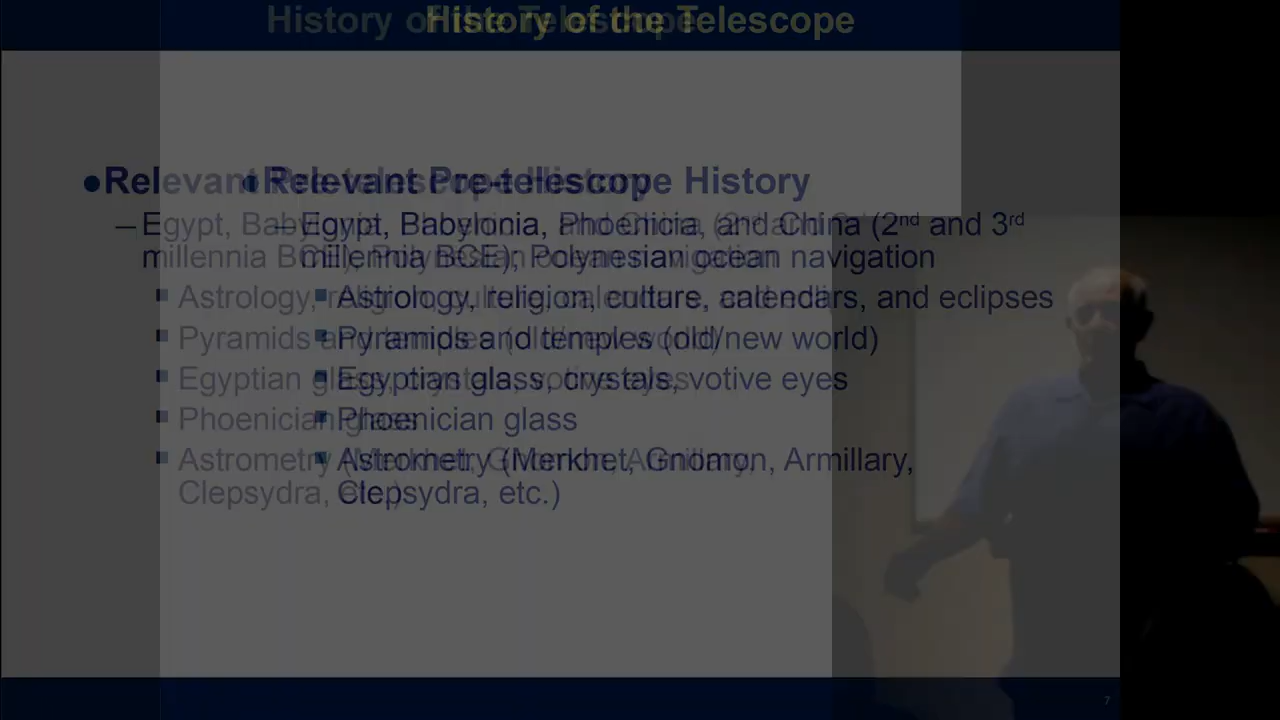 History of the Telescope
●Relevant Pre-telescope History
–Egypt, Babylonia, Phoenicia, and China (2nd and 3rd
millennia BCE); Polynesian ocean navigation
▪ Astrology, religion, culture, calendars, and eclipses
▪ Pyramids and temples (old/new world)
▪ Egyptian glass, crystals, votive eyes
▪ Phoenician glass
▪ Astrometry (Merkhet, Gnomon, Armillary,
Clepsydra, etc.)
7